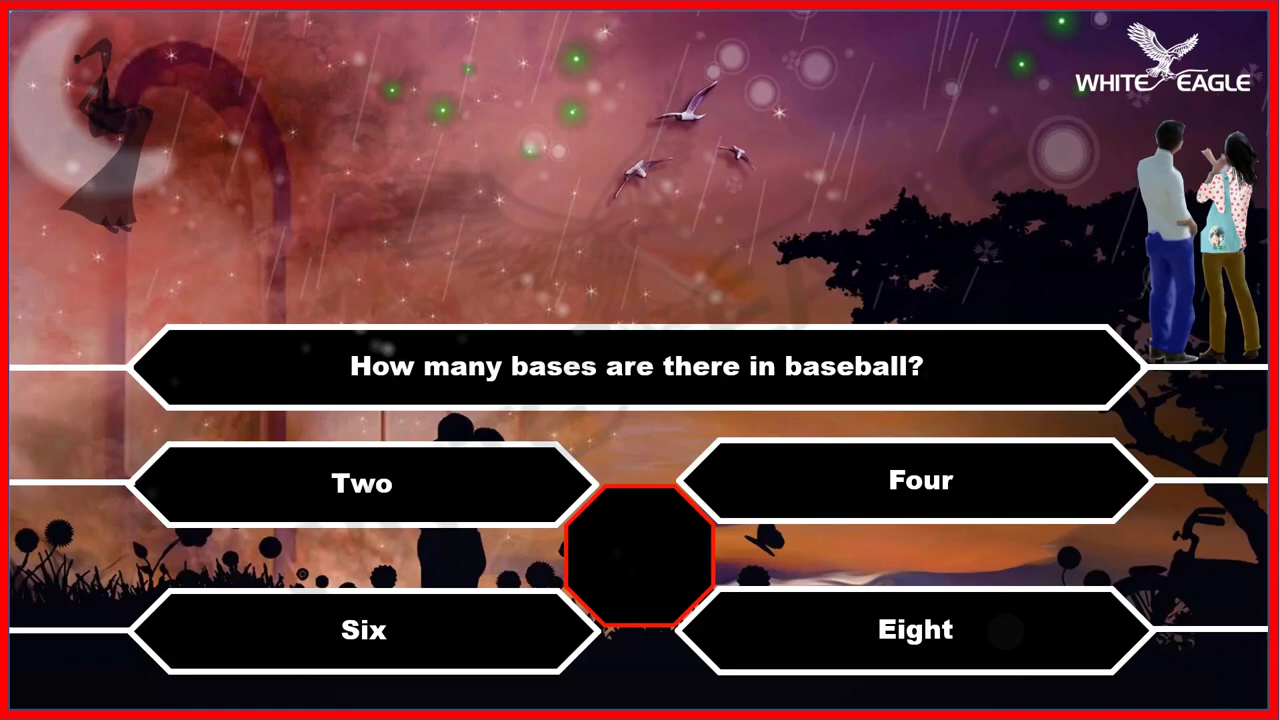 WHITE EAGLE
How many bases are there in baseball?
Two
Four
Six
Eight